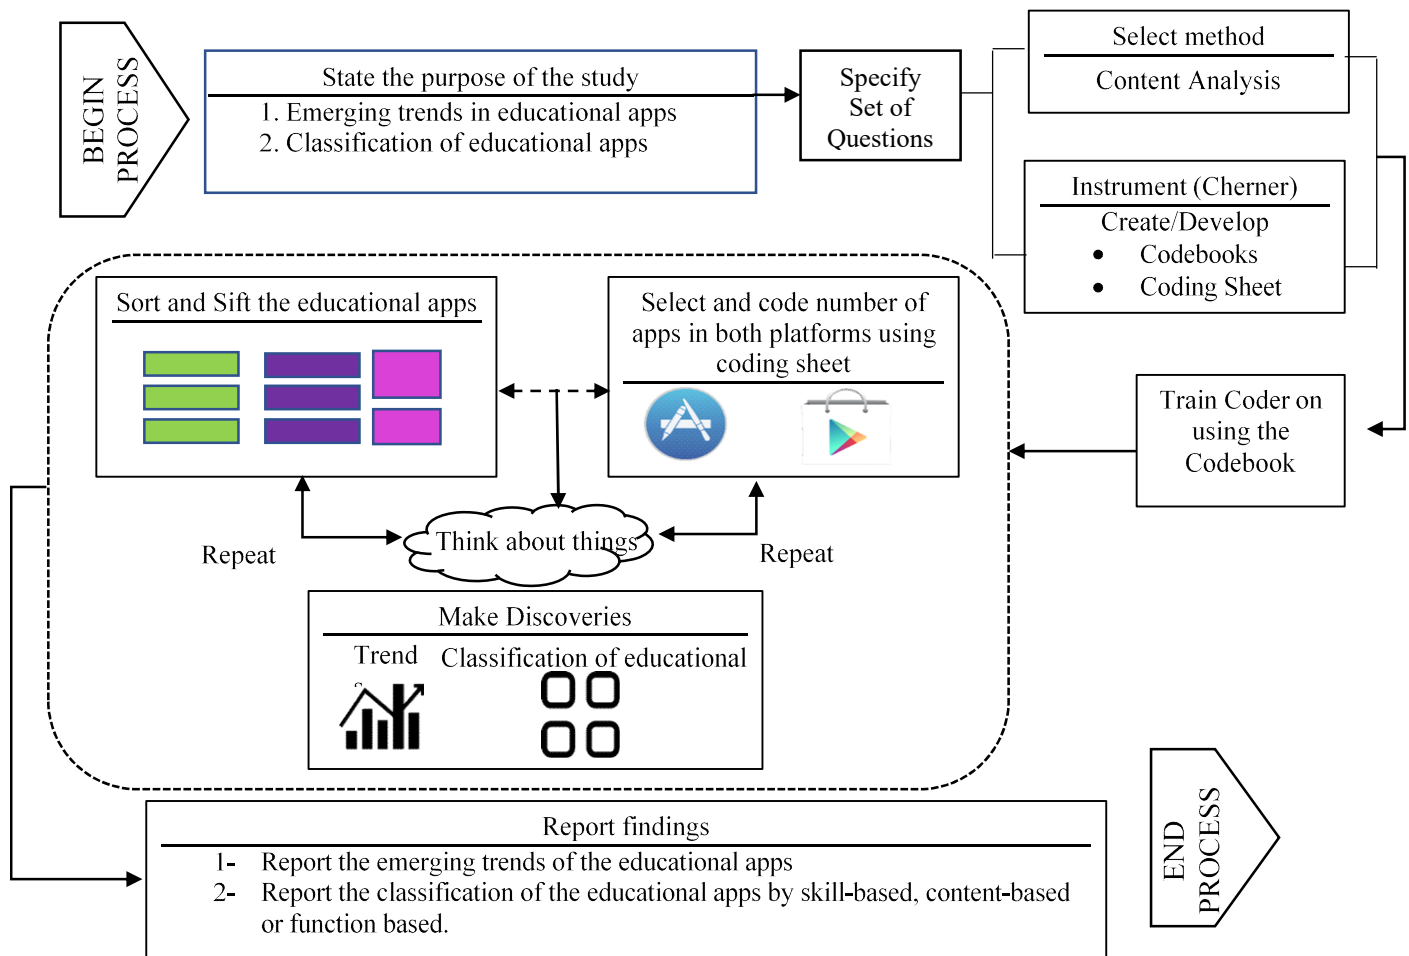 BEGIN
PROCESS
State the purpose of the study
1. Emerging trends in educational apps
2. Classification of educational apps
Specify
Set of
Questions
Select method
Content Analysis
Instrument (Cherner)
Create/Develop
• Codebooks
• Coding Sheet
Train Coder on
using the
Codebook
Sort and Sift the educational apps
Select and code number of
apps in both platforms using
coding sheet
Repeat
Think about things
Repeat
Make Discoveries
Trend
Classification of educational
Report findings
1- Report the emerging trends of the educational apps
2- Report the classification of the educational apps by skill-based, content-based
or function based.
END
PROCESS